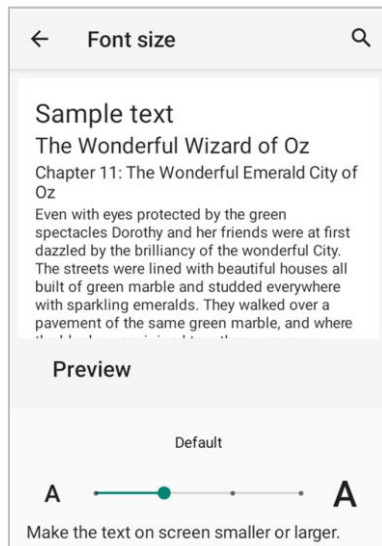 Font size
Sample text
The Wonderful Wizard of Oz
Chapter 11: The Wonderful Emerald City of
Oz
Even with eyes protected by the green
spectacles Dorothy and her friends were at first
dazzled by the brilliancy of the wonderful City.
The streets were lined with beautiful houses all
built of green marble and studded everywhere
with sparkling emeralds. They walked over a
pavement of the same green marble, and where
Preview
Default
A A
Make the text on screen smaller or larger.